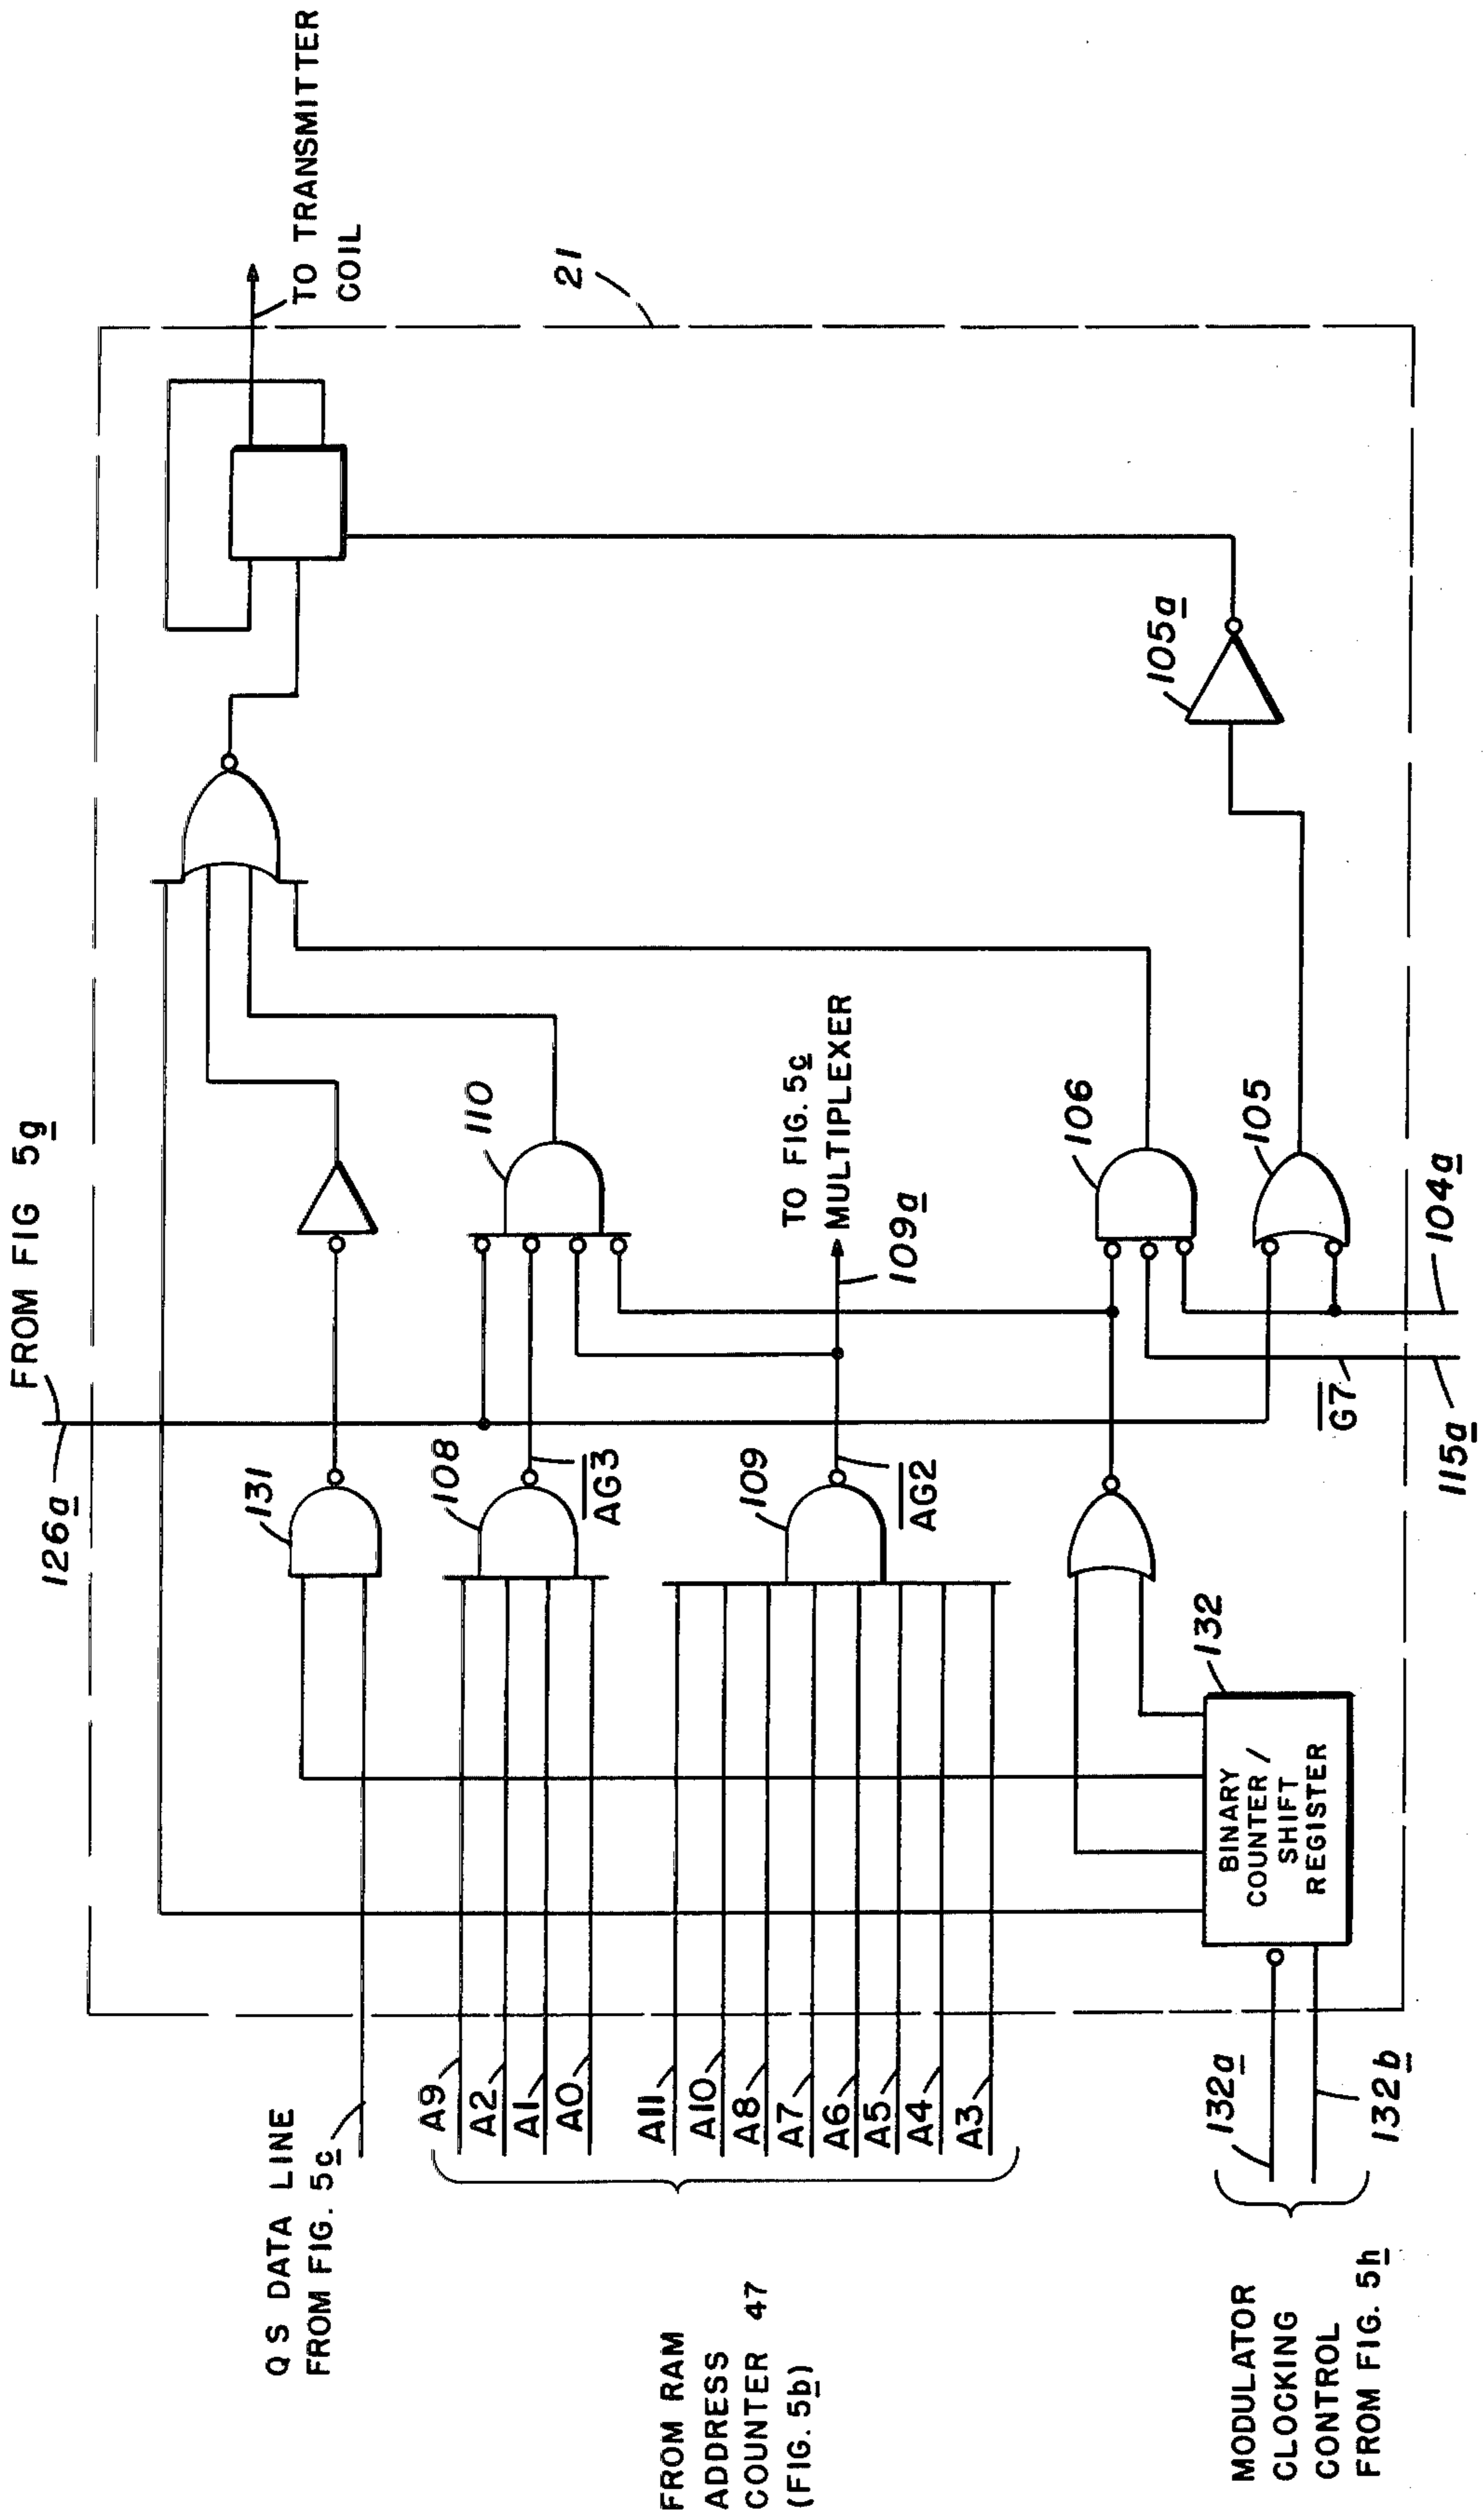 FROM FIG 5g
126a
TO TRANSMITTER
COIL
21
Q S DATA LINE
FROM FIG. 5c
131
110
108
AG3
A9
A2
A1
A0
FROM RAM
ADDRESS
COUNTER 47
(FIG. 5b)
A11
A10
A8
A7
A6
A5
A4
A3
109
AG2
109a
TO FIG. 5c
MULTIPLEXER
105a
106
105
132
BINARY
COUNTER /
SHIFT
REGISTER
MODULATOR
CLOCKING
CONTROL
FROM FIG. 5h
132a
132b
G7
115a
104a